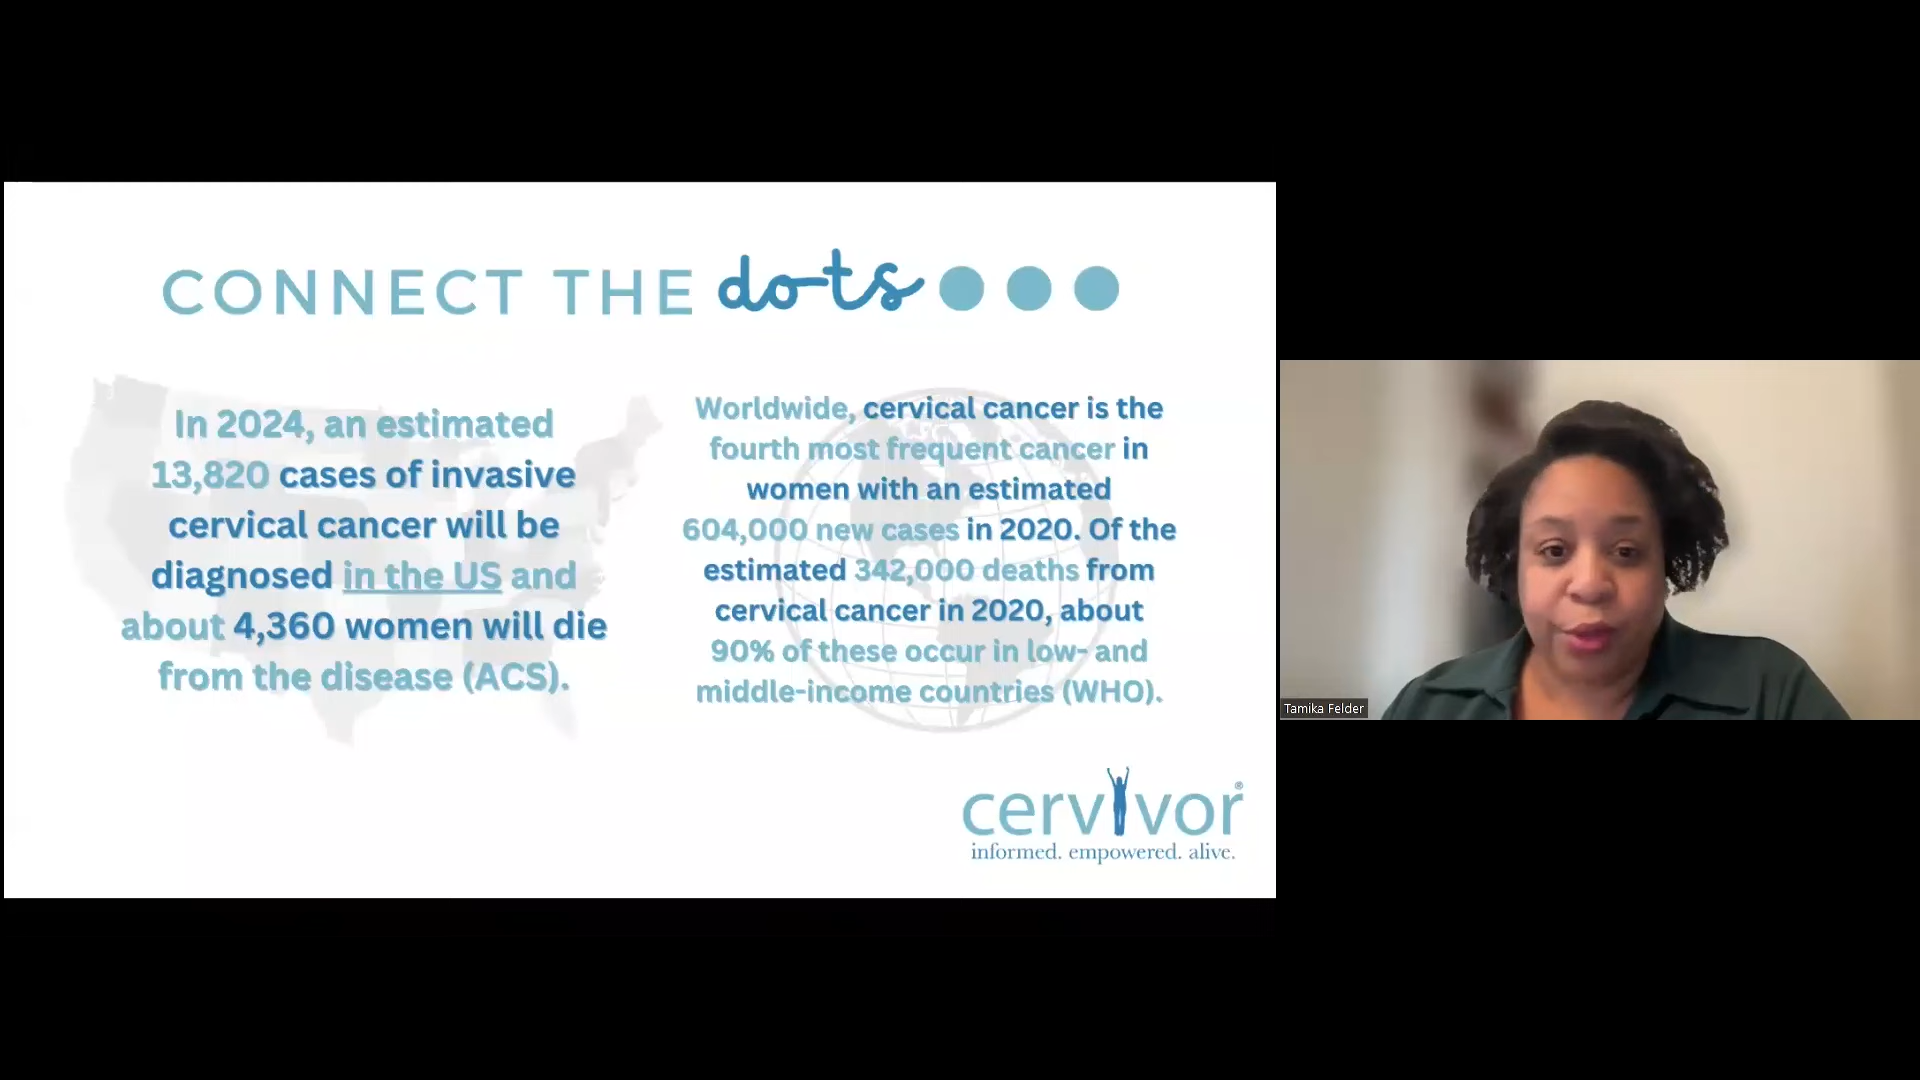 CONNECT THE dots
In 2024, an estimated
13,820 cases of invasive
cervical cancer will be
diagnosed in the US and
about 4,360 women will die
from the disease (ACS).
Worldwide, cervical cancer is the
fourth most frequent cancer in
women with an estimated
604,000 new cases in 2020. Of the
estimated 342,000 deaths from
cervical cancer in 2020, about
90% of these occur in low- and
middle-income countries (WHO).
cervivor®
informed. empowered. alive.
Tamika Felder